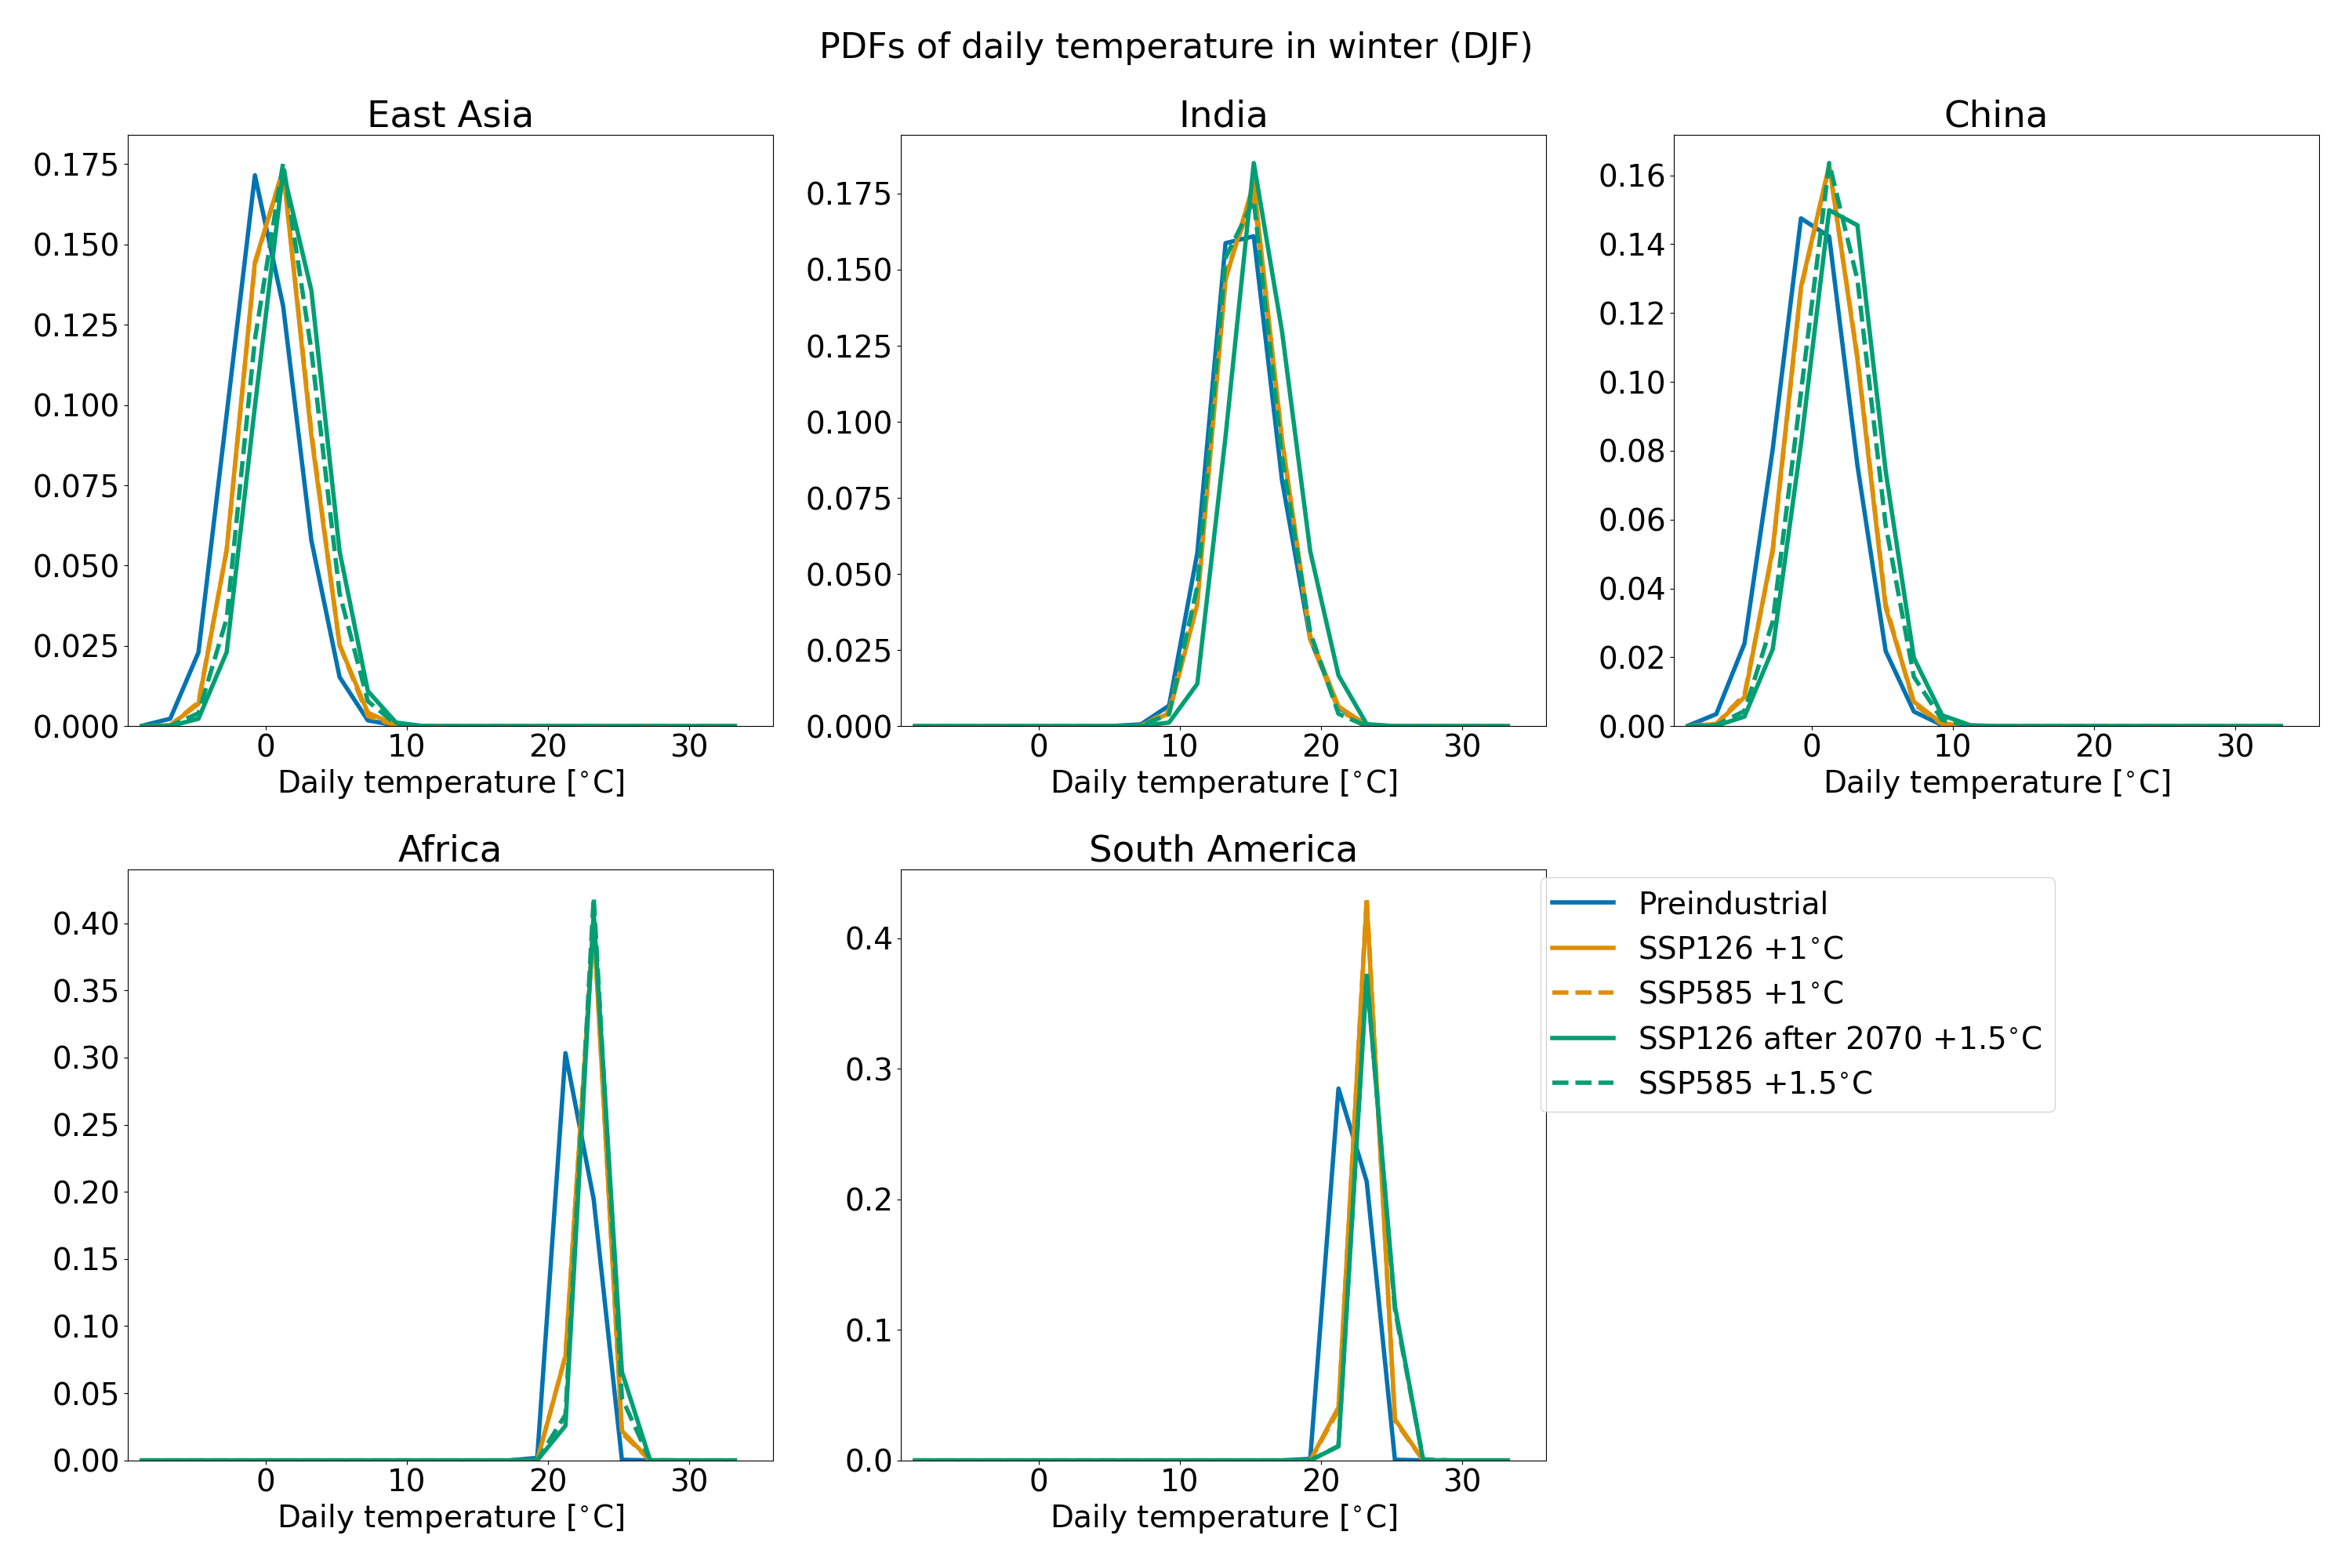 PDFs of daily temperature in winter (DJF)
East Asia
0.175
0.150
0.125
0.100
0.075
0.050
0.025
0.000
0 10 20 30
Daily temperature [°C]
India
0.175
0.150
0.125
0.100
0.075
0.050
0.025
0.000
0 10 20 30
Daily temperature [°C]
China
0.16
0.14
0.12
0.10
0.08
0.06
0.04
0.02
0.00
0 10 20 30
Daily temperature [°C]
Africa
0.40
0.35
0.30
0.25
0.20
0.15
0.10
0.05
0.00
0 10 20 30
Daily temperature [°C]
South America
0.4
0.3
0.2
0.1
0.0
0 10 20 30
Daily temperature [°C]
Preindustrial
SSP126 +1°C
SSP585 +1°C
SSP126 after 2070 +1.5°C
SSP585 +1.5°C